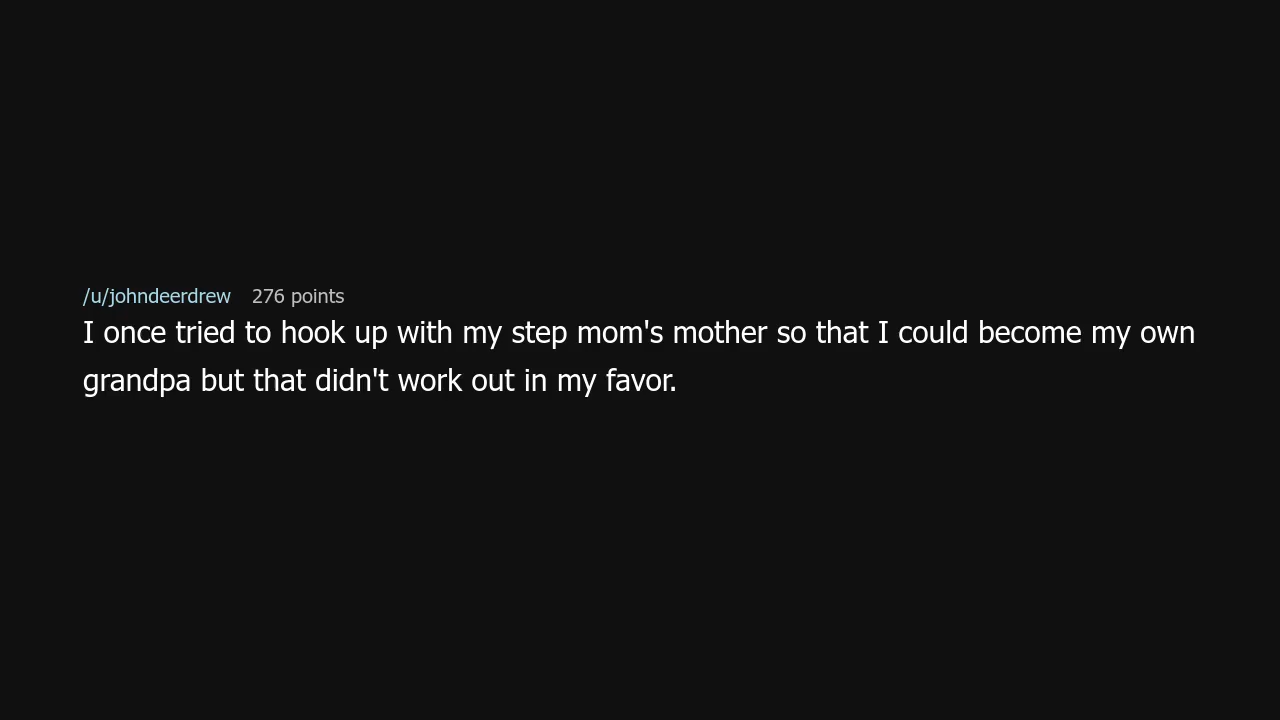 /u/johndeerdrew 276 points
I once tried to hook up with my step mom's mother so that I could become my own
grandpa but that didn't work out in my favor.